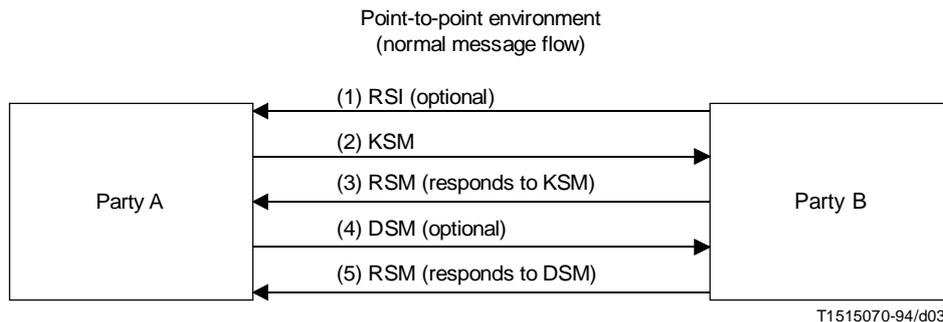 Point-to-point environment
(normal message flow)
(1) RSI (optional)
(2) KSM
(3) RSM (responds to KSM)
Party A
Party B
(4) DSM (optional)
(5) RSM (responds to DSM)
T1515070-94/d03